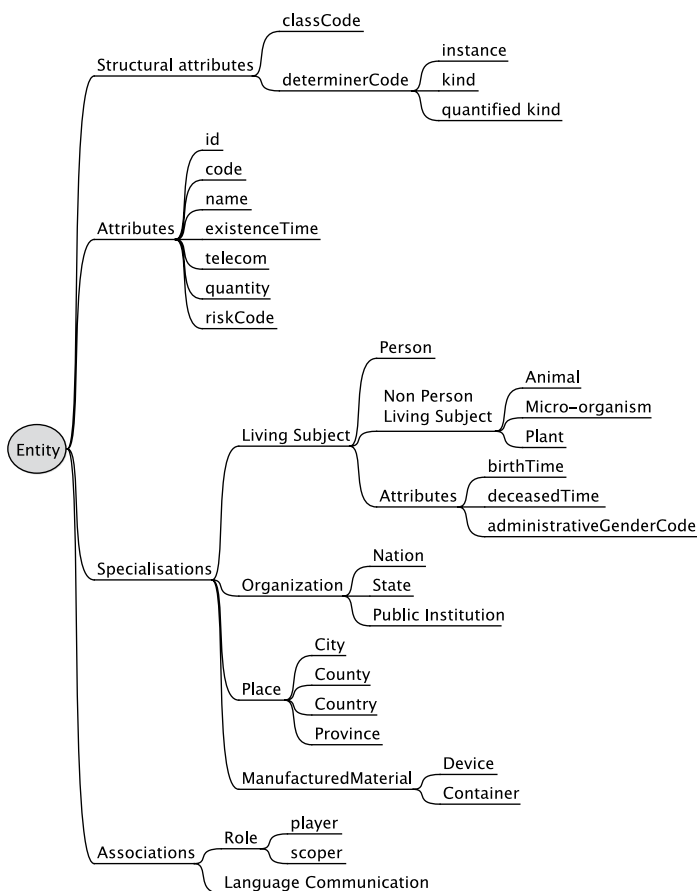 Entity
Structural attributes
classCode
determinerCode
instance
kind
quantified kind
Attributes
id
code
name
existenceTime
telecom
quantity
riskCode
Specialisations
Living Subject
Person
Non Person
Living Subject
Animal
Micro-organism
Plant
Attributes
birthTime
deceasedTime
administrativeGenderCode
Organization
Nation
State
Public Institution
Place
City
County
Country
Province
ManufacturedMaterial
Device
Container
Associations
Role
player
scoper
Language Communication